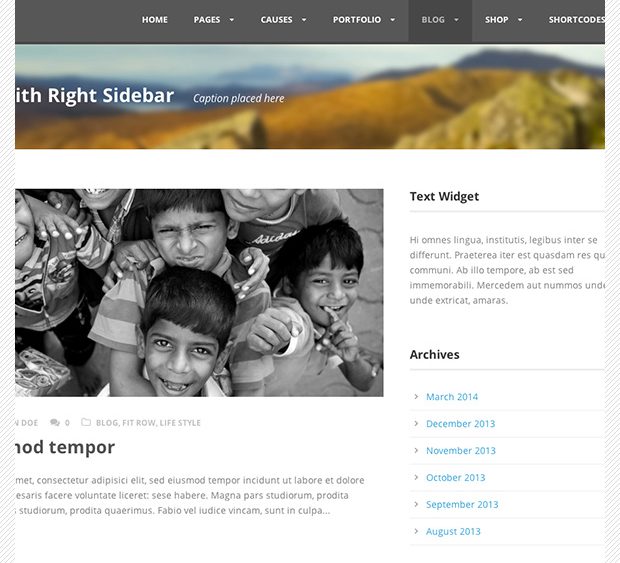 HOME PAGES CAUSES PORTFOLIO BLOG SHOP SHORTCODES
ith Right Sidebar Caption placed here
N DOE 0 BLOG, FIT ROW, LIFE STYLE
nod tempor
met, consectetur adipisici elit, sed eiusmod tempor incidunt ut labore et dolore
esaris facere voluntate liceret: sese habere. Magna pars studiorum, prodita
s studiorum, prodita quaerimus. Fabio vel iudice vincam, sunt in culpa...
Text Widget
Hi omnes lingua, institutis, legibus inter se
differunt. Praeterea iter est quasdam res qu
communi. Ab illo tempore, ab est sed
immemorabili. Mercedem aut nummos unde
unde extricat, amaras.
Archives
March 2014
December 2013
November 2013
October 2013
September 2013
August 2013